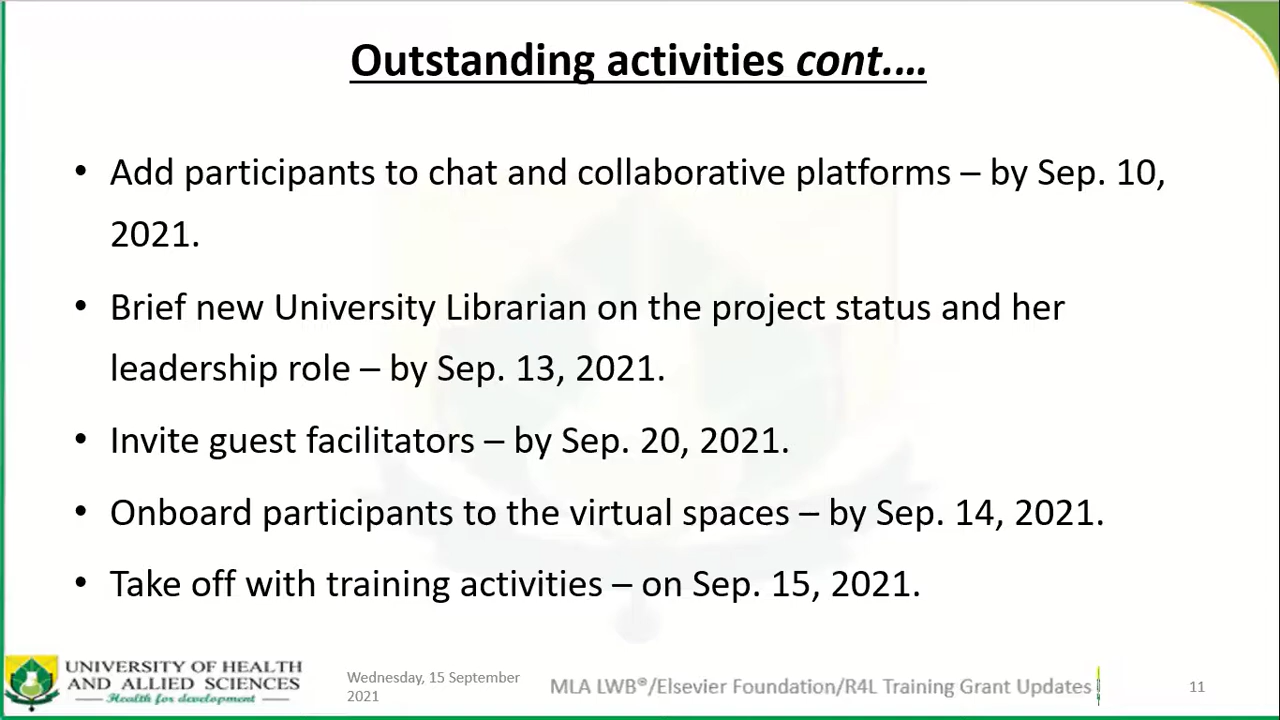 Outstanding activities cont.…
• Add participants to chat and collaborative platforms – by Sep. 10,
2021.
• Brief new University Librarian on the project status and her
leadership role – by Sep. 13, 2021.
• Invite guest facilitators – by Sep. 20, 2021.
• Onboard participants to the virtual spaces – by Sep. 14, 2021.
• Take off with training activities – on Sep. 15, 2021.
UNIVERSITY OF HEALTH
AND ALLIED SCIENCES
Health for development
Wednesday, 15 September
2021
MLA LWB®/Elsevier Foundation/R4L Training Grant Updates
11